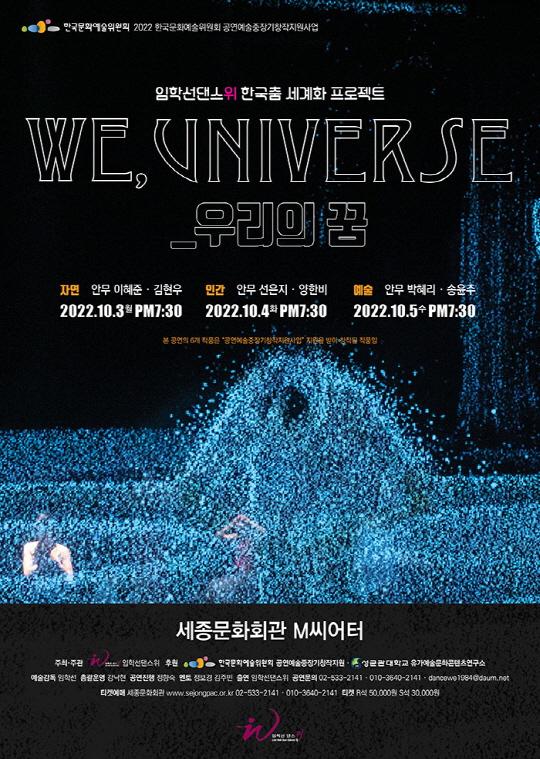 한국문화예술위원회 2022 한국문화예술위원회 공연예술중장기창작지원사업
임학선댄스위 한국춤 세계화 프로젝트
WE, UNIVERSE
_우리의 꿈
자연 안무 이혜준 · 김현우 인간 안무 선은지 · 양한비 예술 안무 박혜리 · 송윤주
2022.10.3월 PM7:30 2022.10.4화 PM7:30 2022.10.5수 PM7:30
본 공연의 6개 작품은 "공연예술중장기창작지원사업" 지원을 받아 창작될 작품임
세종문화회관 M씨어터
주최·주관 임학선댄스위 후원 한국문화예술위원회 공연예술중장기창작지원 · 성균관대학교 유가예술문화콘텐츠연구소
예술감독 임학선 총괄운영 강낙현 공연진행 정향숙 멘토 정보경 김주빈 출연 임학선댄스위 공연문의 02-533-2141 · 010-3640-2141 · dancewe1984@daum.net
티켓예매 세종문화회관 www.sejongpac.or.kr 02-533-2141 · 010-3640-2141 티켓 R석 50,000원 S석 30,000원
임학선 댄스 위